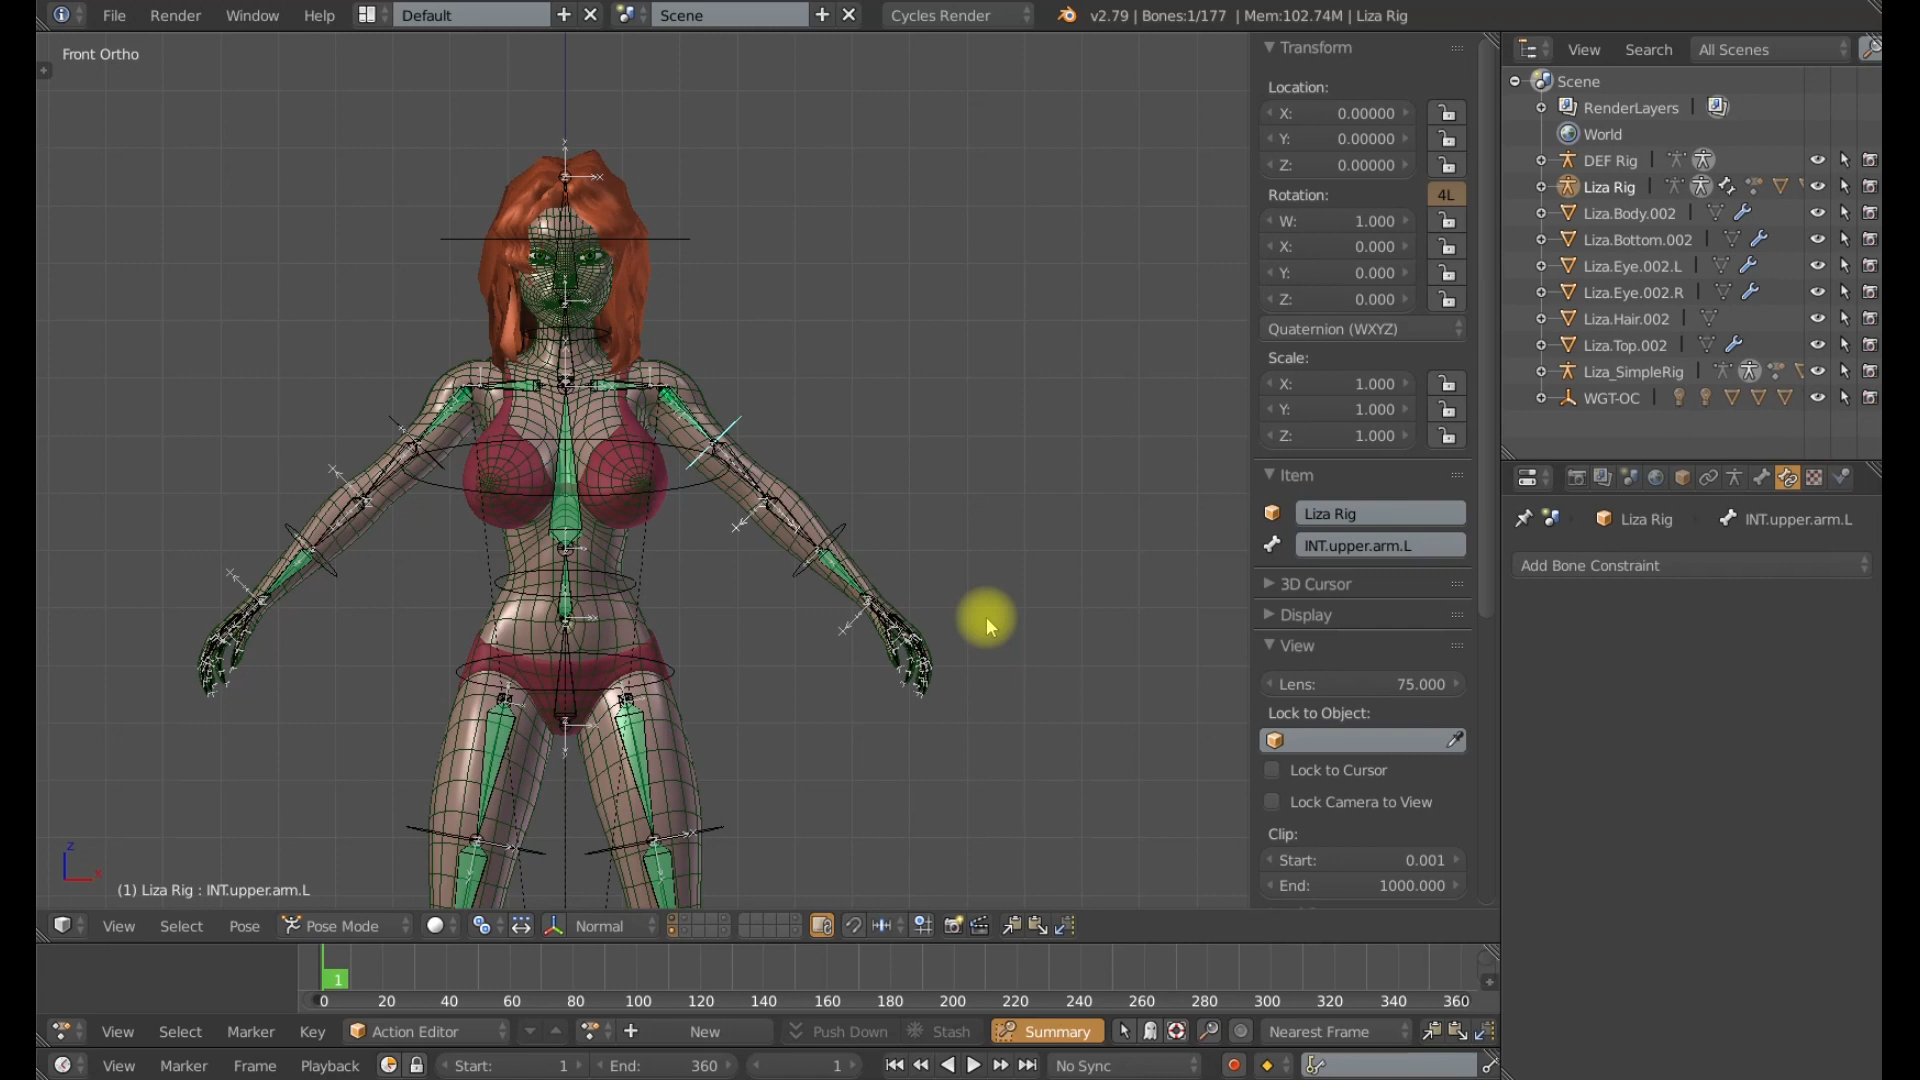 File Render Window Help Default Scene Cycles Render v2.79 | Bones:1/177 | Mem:102.74M | Liza Rig
Front Ortho
Transform
Location:
X: 0.00000
Y: 0.00000
Z: 0.00000
Rotation: 4L
W: 1.000
X: 0.000
Y: 0.000
Z: 0.000
Quaternion (WXYZ)
Scale:
X: 1.000
Y: 1.000
Z: 1.000
Item
Liza Rig
INT.upper.arm.L
3D Cursor
Display
View
Lens: 75.000
Lock to Object:
Lock to Cursor
Lock Camera to View
Clip:
Start: 0.001
End: 1000.000
View Search All Scenes
Scene
RenderLayers
World
DEF Rig
Liza Rig
Liza.Body.002
Liza.Bottom.002
Liza.Eye.002.L
Liza.Eye.002.R
Liza.Hair.002
Liza.Top.002
Liza_SimpleRig
WGT-OC
Liza Rig INT.upper.arm.L
Add Bone Constraint
z
x
(1) Liza Rig : INT.upper.arm.L
View Select Pose Pose Mode Normal
1
0 20 40 60 80 100 120 140 160 180 200 220 240 260 280 300 320 340 360
View Select Marker Key Action Editor New Push Down Stash Summary Nearest Frame
View Marker Frame Playback Start: 1 End: 360 1 No Sync